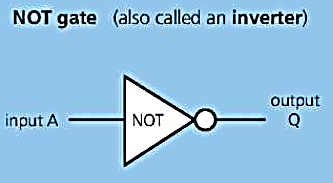 NOT gate (also called an inverter)
input A
NOT
output
Q